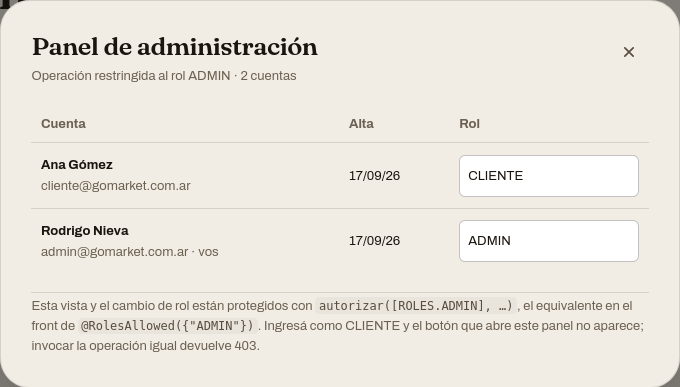 Panel de administración
Operación restringida al rol ADMIN · 2 cuentas
Cuenta Alta Rol
Ana Gómez
cliente@gomarket.com.ar 17/09/26 CLIENTE
Rodrigo Nieva
admin@gomarket.com.ar · vos 17/09/26 ADMIN
Esta vista y el cambio de rol están protegidos con autorizar([ROLES.ADMIN], …), el equivalente en el
front de @RolesAllowed({"ADMIN"}). Ingresá como CLIENTE y el botón que abre este panel no aparece;
invocar la operación igual devuelve 403.